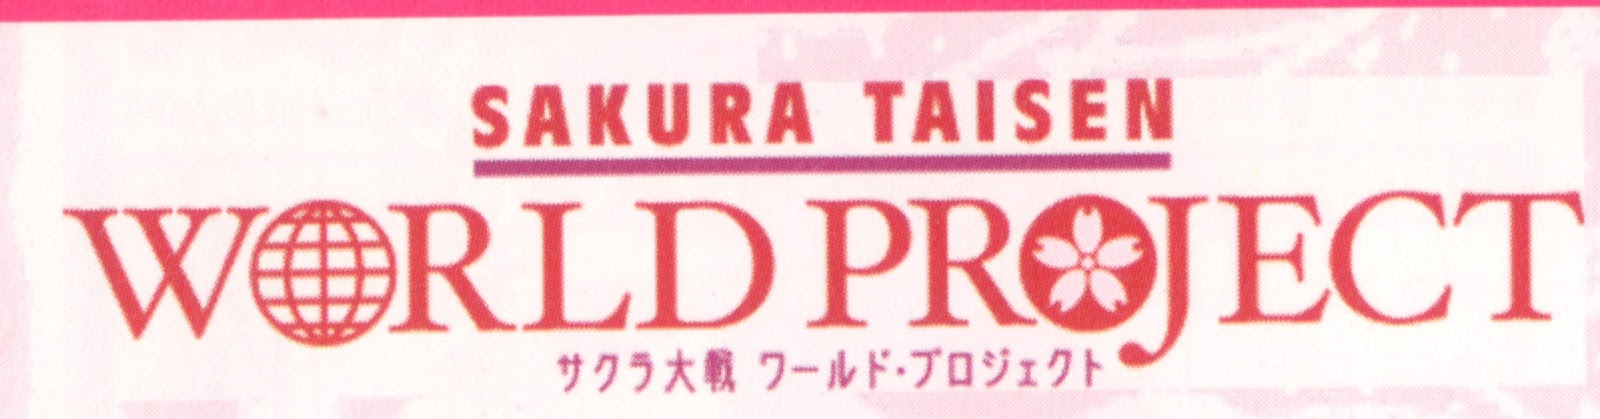 SAKURA TAISEN
WORLD PROJECT
サクラ大戦 ワールド・プロジェクト